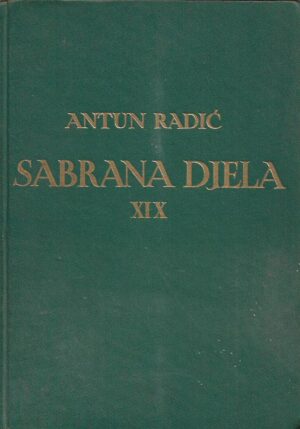 ANTUN RADIĆ
SABRANA DJELA
XIX